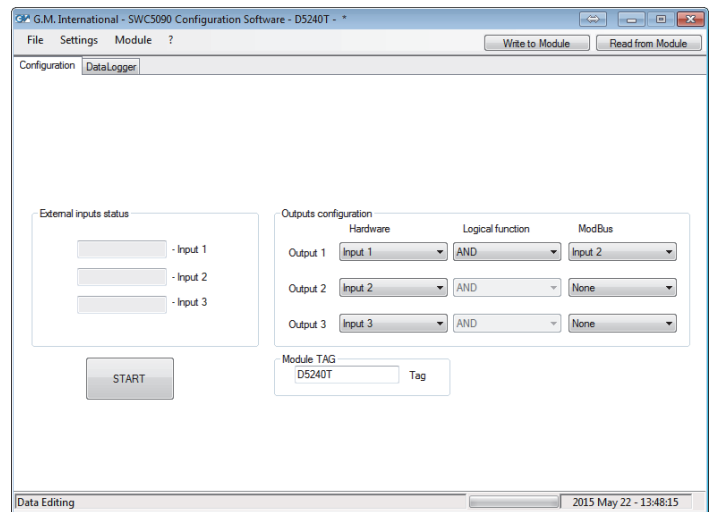 G.M. International - SWC5090 Configuration Software - D5240T - *
File Settings Module ? Write to Module Read from Module
Configuration DataLogger
External inputs status
- Input 1
- Input 2
- Input 3
START
Outputs configuration
Hardware Logical function ModBus
Output 1 Input 1 AND Input 2
Output 2 Input 2 AND None
Output 3 Input 3 AND None
Module TAG
D5240T Tag
Data Editing 2015 May 22 - 13:48:15